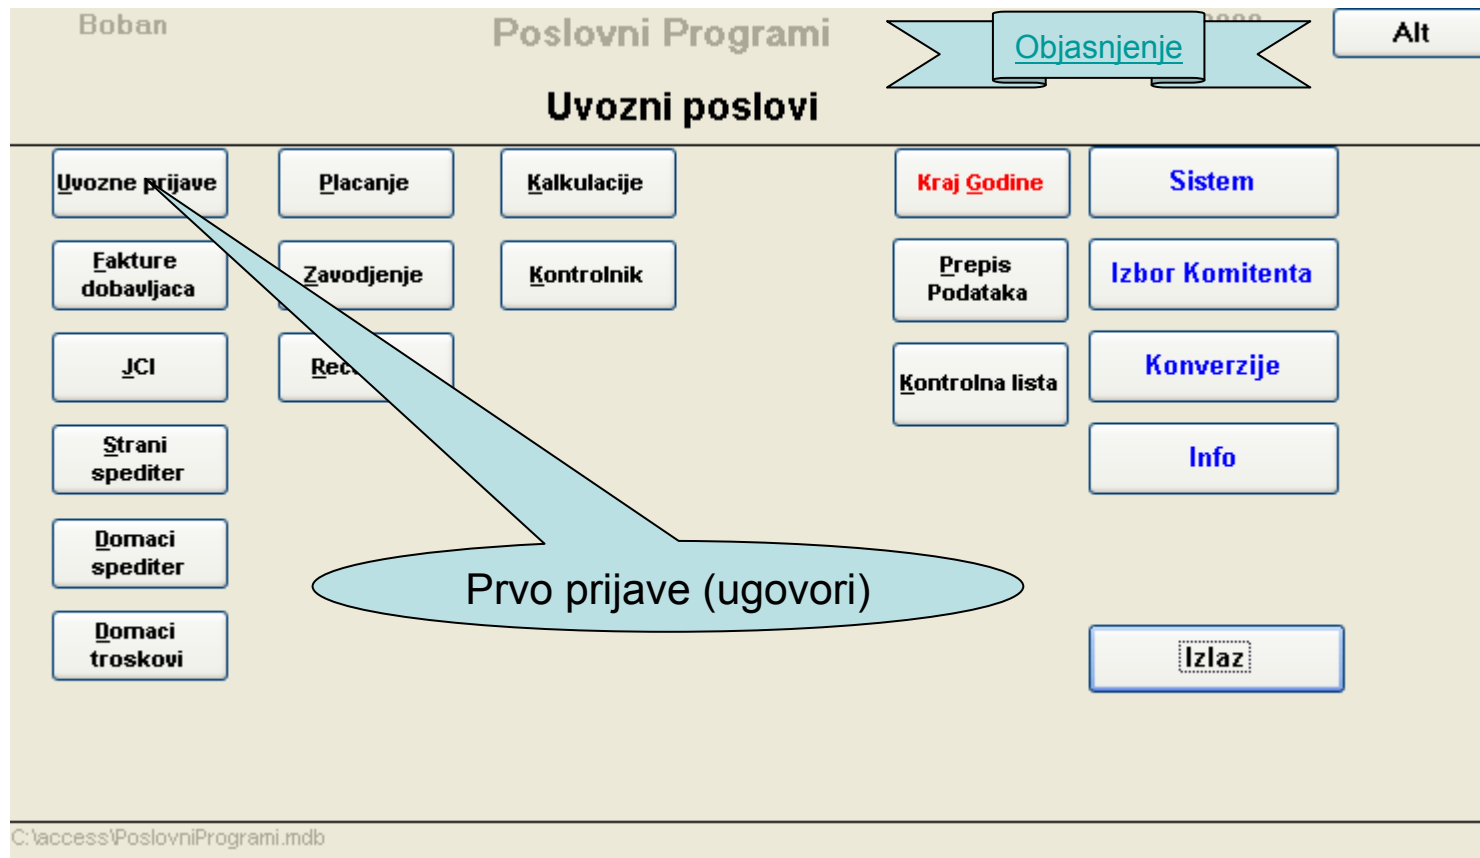 Boban
Poslovni Programi
Objasnjenje
Alt
Uvozni poslovi
Uvozne prijave
Placanje
Kalkulacije
Kraj Godine
Sistem
Fakture
dobavljaca
Zavodjenje
Kontrolnik
Prepis
Podataka
Izbor Komitenta
JCI
Kontrolna lista
Konverzije
Strani
spediter
Info
Domaci
spediter
Prvo prijave (ugovori)
Domaci
troskovi
Izlaz
C:\access\PoslovniProgrami.mdb